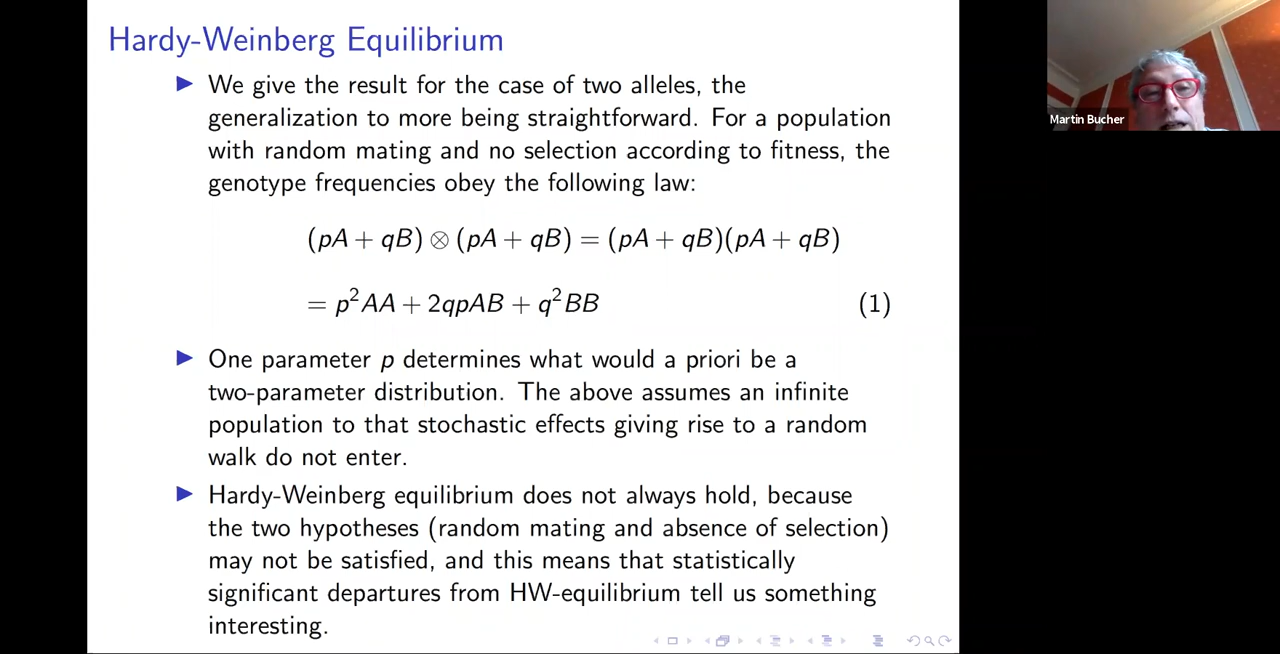 Hardy-Weinberg Equilibrium
We give the result for the case of two alleles, the
generalization to more being straightforward. For a population
with random mating and no selection according to fitness, the
genotype frequencies obey the following law:
(pA + qB) ⊗ (pA + qB) = (pA + qB)(pA + qB)
= p²AA + 2qpAB + q²BB (1)
One parameter p determines what would a priori be a
two-parameter distribution. The above assumes an infinite
population to that stochastic effects giving rise to a random
walk do not enter.
Hardy-Weinberg equilibrium does not always hold, because
the two hypotheses (random mating and absence of selection)
may not be satisfied, and this means that statistically
significant departures from HW-equilibrium tell us something
interesting.
Martin Bucher